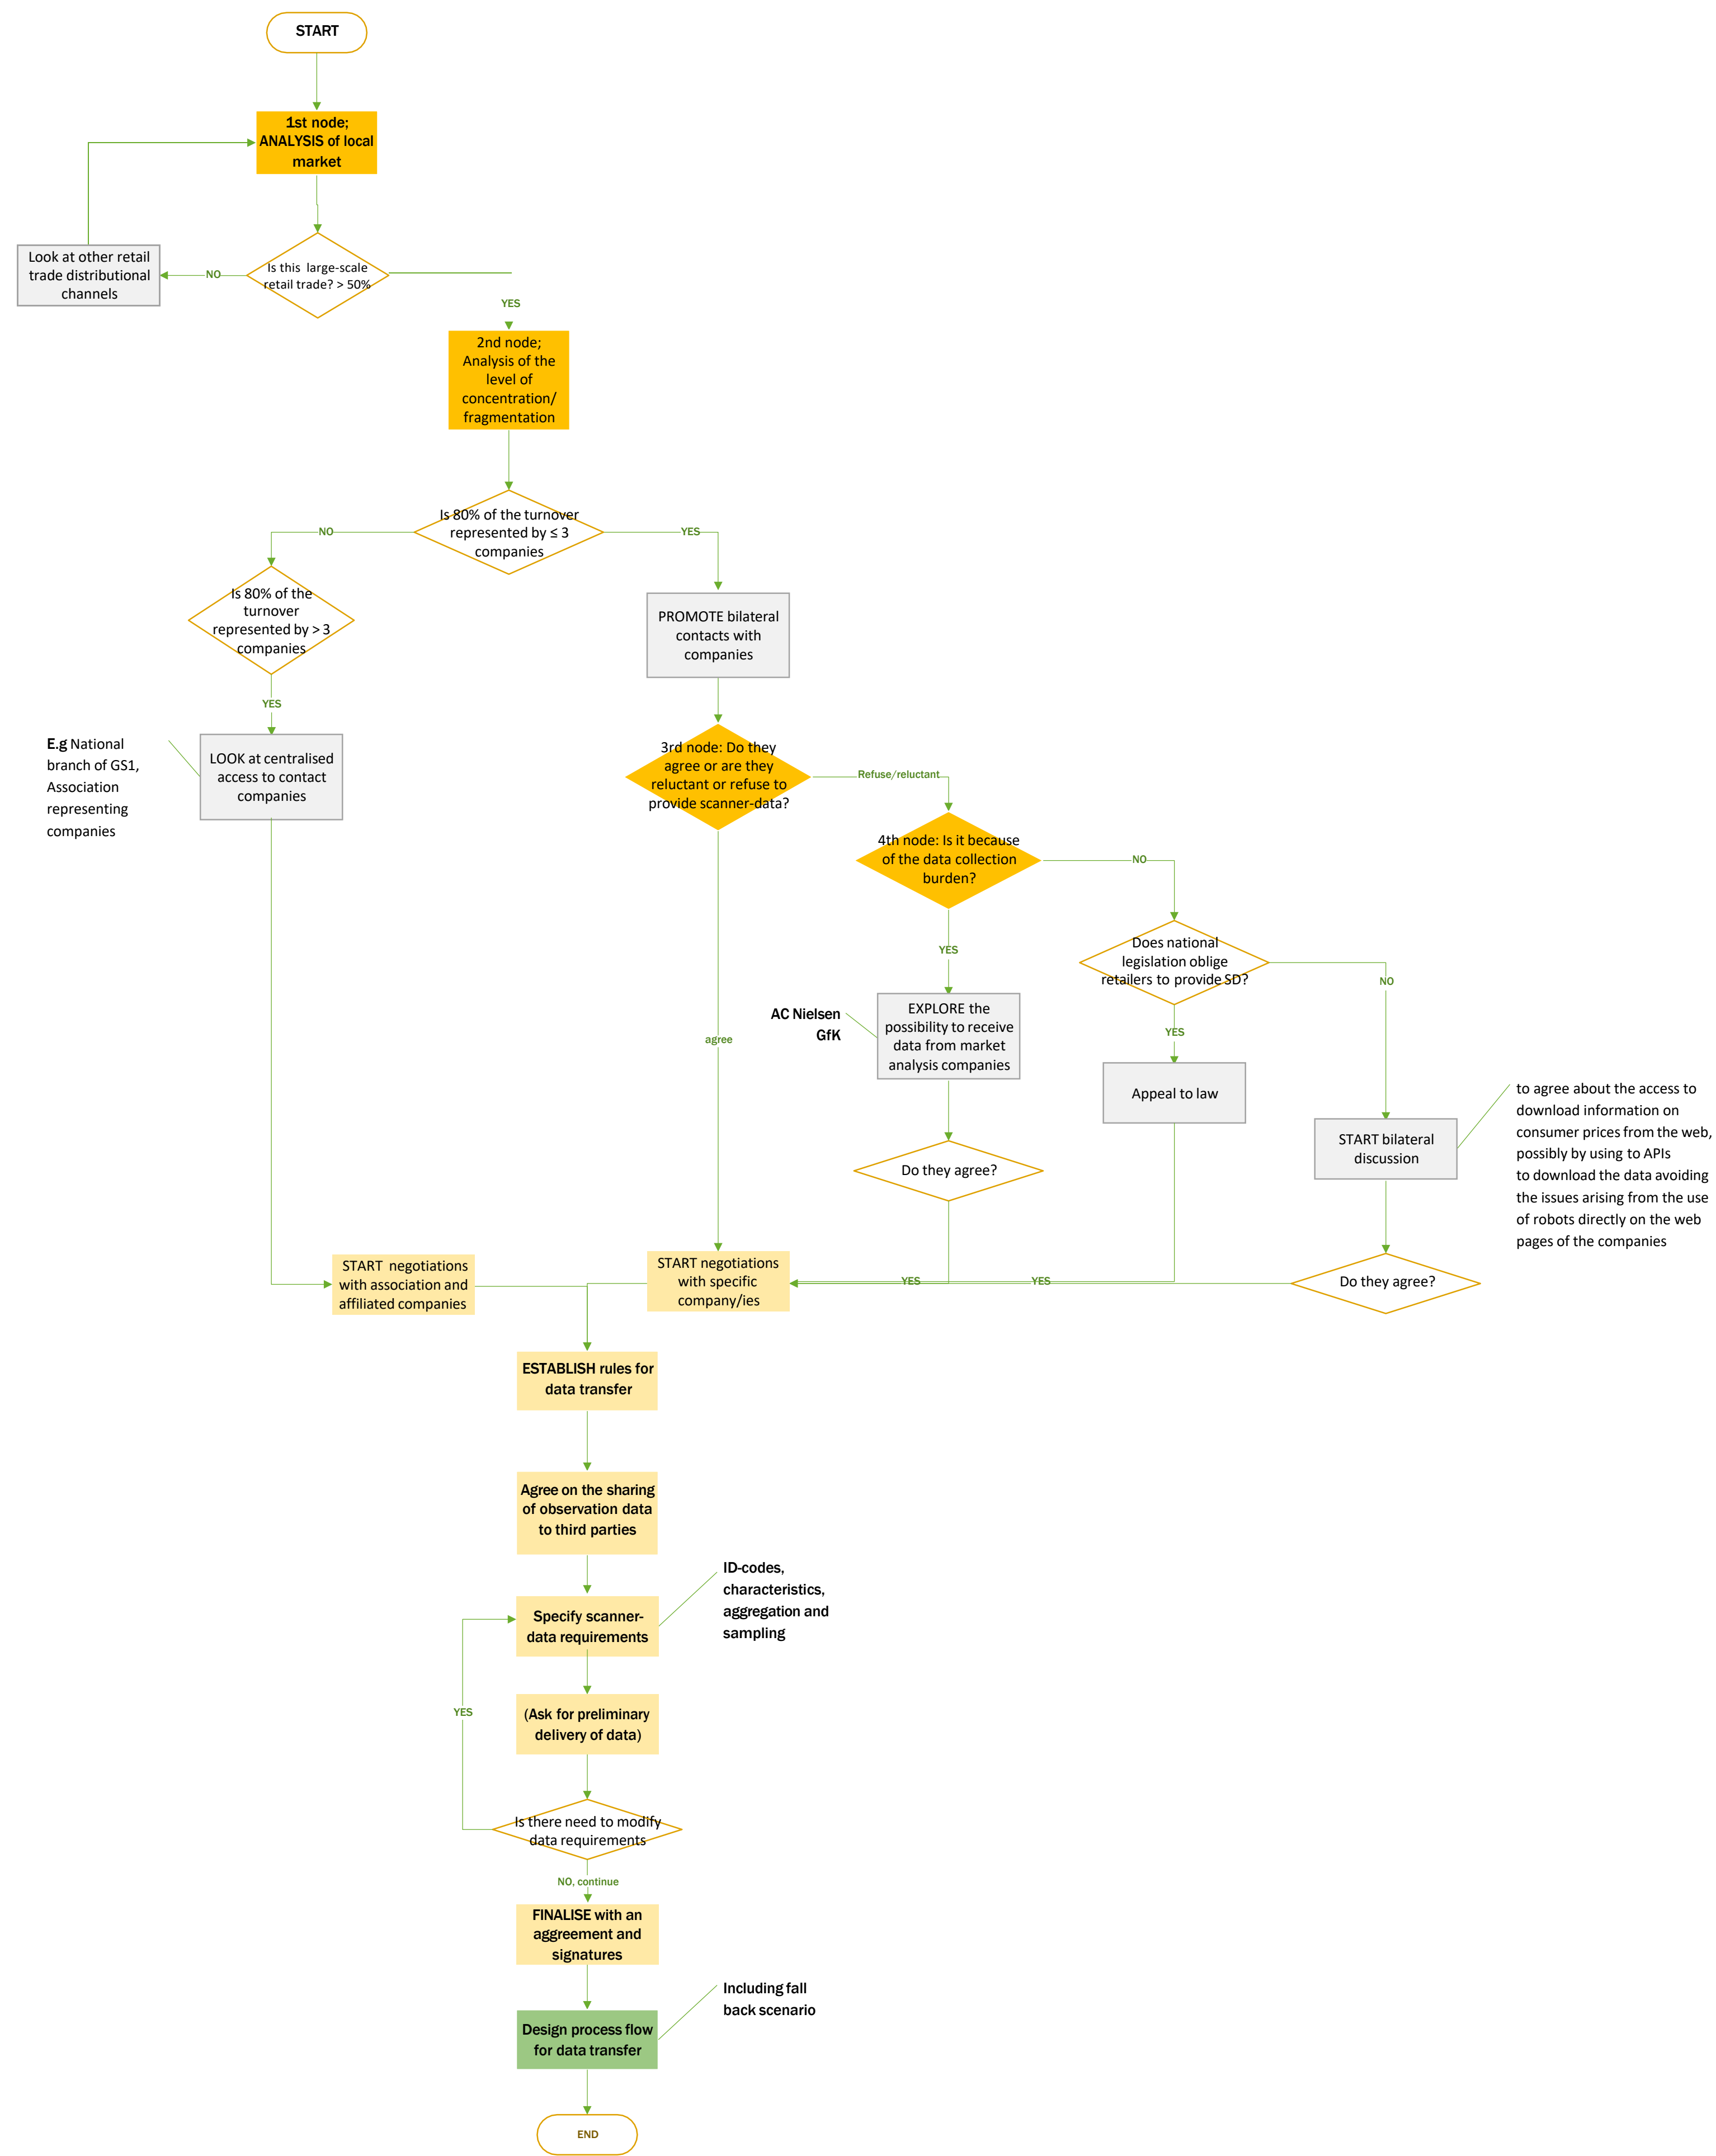 START
1st node;
ANALYSIS of local
market
Look at other retail
trade distributional
channels
NO
Is this  large-scale
retail trade? > 50%
YES
2nd node;
Analysis of the
level of
concentration/
fragmentation
Is 80% of the turnover
represented by ≤ 3
companies
NO
YES
Is 80% of the
turnover
represented by > 3
companies
PROMOTE bilateral
contacts with
companies
YES
E.g National
branch of GS1,
Association
representing
companies
LOOK at centralised
access to contact
companies
3rd node: Do they
agree or are they
reluctant or refuse to
provide scanner-data?
Refuse/reluctant
4th node: Is it because
of the data collection
burden?
NO
YES
Does national
legislation oblige
retailers to provide SD?
NO
AC Nielsen
GfK
EXPLORE the
possibility to receive
data from market
analysis companies
YES
agree
Appeal to law
START bilateral
discussion
to agree about the access to
download information on
consumer prices from the web,
possibly by using to APIs
to download the data avoiding
the issues arising from the use
of robots directly on the web
pages of the companies
Do they agree?
START  negotiations
with association and
affiliated companies
START negotiations
with specific
company/ies
YES
YES
Do they agree?
ESTABLISH rules for
data transfer
Agree on the sharing
of observation data
to third parties
ID-codes,
characteristics,
aggregation and
sampling
Specify scanner-
data requirements
YES
(Ask for preliminary
delivery of data)
Is there need to modify
data requirements
NO, continue
FINALISE with an
aggreement and
signatures
Including fall
back scenario
Design process flow
for data transfer
END